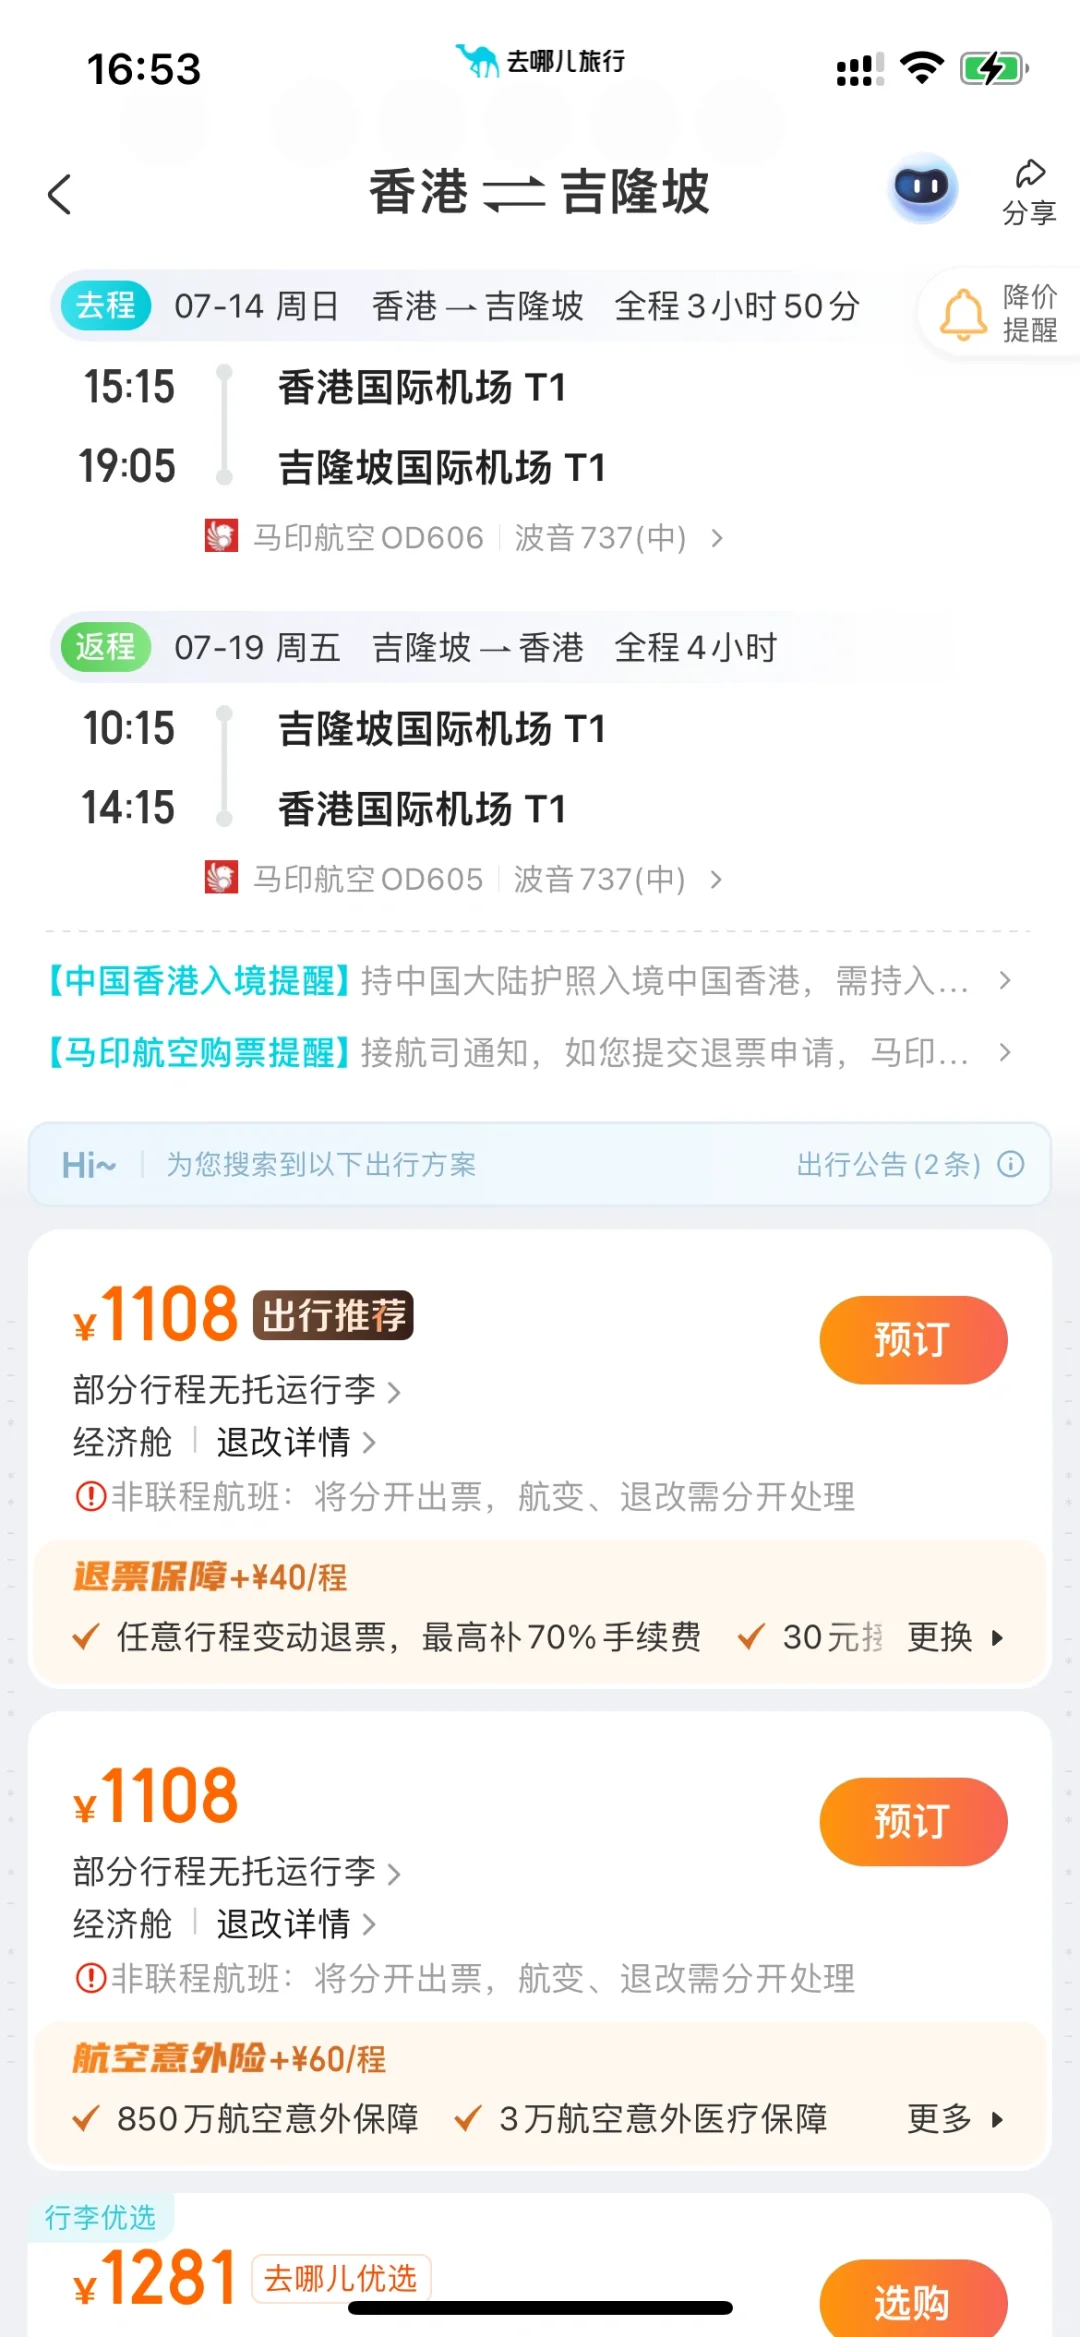 16:53
去哪儿旅行
香港 ⇌ 吉隆坡
分享
降价
提醒
去程 07-14 周日 香港 → 吉隆坡 全程3小时50分
15:15 香港国际机场 T1
19:05 吉隆坡国际机场 T1
马印航空OD606 | 波音737(中) >
返程 07-19 周五 吉隆坡 → 香港 全程4小时
10:15 吉隆坡国际机场 T1
14:15 香港国际机场 T1
马印航空OD605 | 波音737(中) >
【中国香港入境提醒】持中国大陆护照入境中国香港，需持入... >
【马印航空购票提醒】接航司通知，如您提交退票申请，马印... >
Hi~ | 为您搜索到以下出行方案 出行公告(2条)
¥1108 出行推荐
预订
部分行程无托运行李 >
经济舱 | 退改详情 >
非联程航班：将分开出票，航变、退改需分开处理
退票保障+¥40/程
✓ 任意行程变动退票，最高补70%手续费 ✓ 30元 更换 ▸
¥1108
预订
部分行程无托运行李 >
经济舱 | 退改详情 >
非联程航班：将分开出票，航变、退改需分开处理
航空意外险+¥60/程
✓ 850万航空意外保障 ✓ 3万航空意外医疗保障 更多 ▸
行李优选
¥1281 去哪儿优选
选购